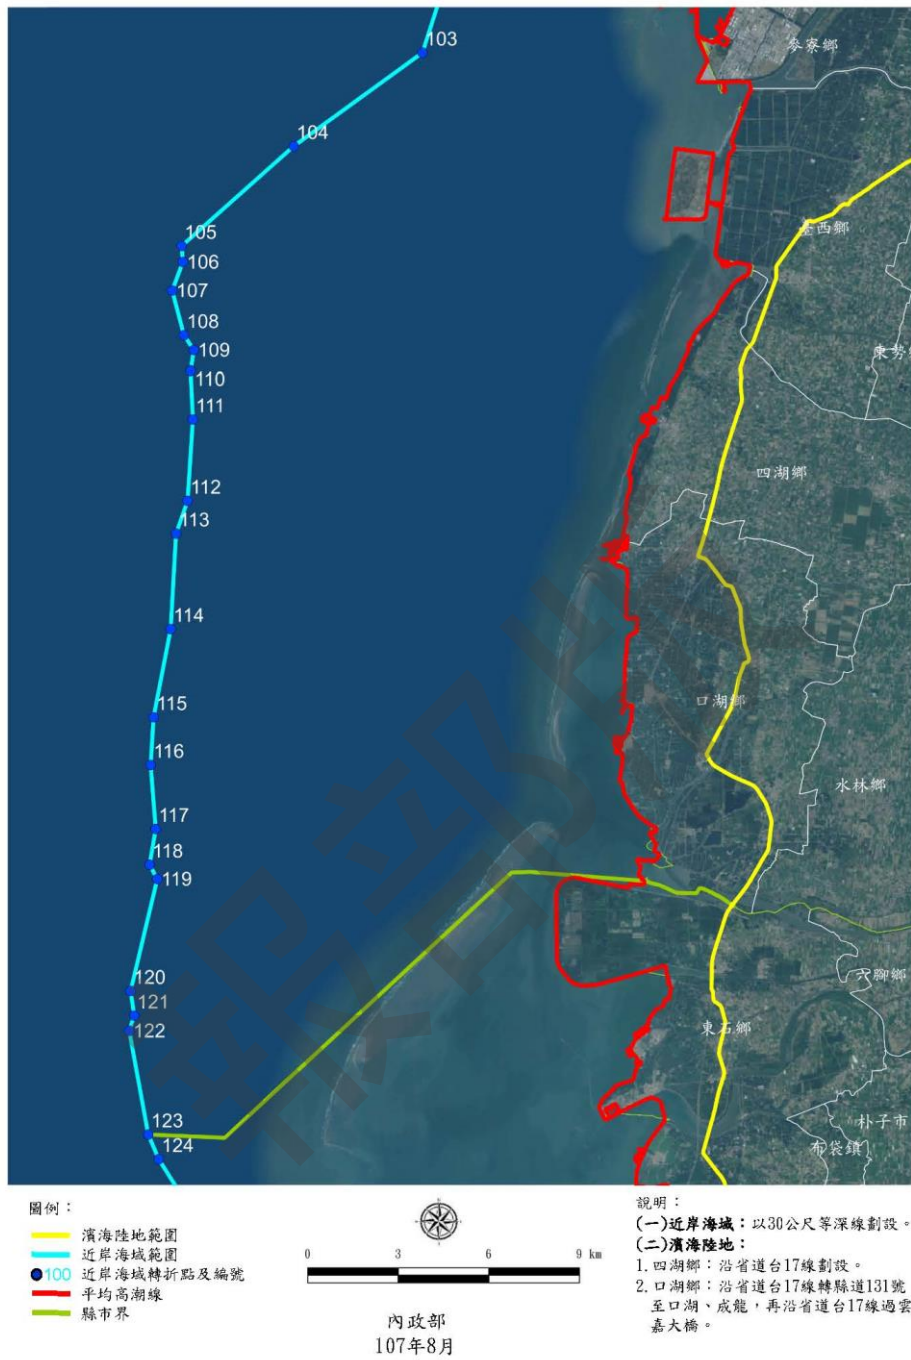 103
麥寮鄉
104
臺西鄉
105
106
107
108
109
東勢
110
111
四湖鄉
112
113
114
口湖鄉
115
116
水林鄉
117
118
119
六腳鄉
120
121
東石鄉
122
朴子市
123
布袋鎮
124
圖例：
濱海陸地範圍
近岸海域範圍
100 近岸海域轉折點及編號
平均高潮線
縣市界
0 3 6 9 km
內政部
107年8月
說明：
(一)近岸海域：以30公尺等深線劃設。
(二)濱海陸地：
1. 四湖鄉：沿省道台17線劃設。
2. 口湖鄉：沿省道台17線轉縣道131號
至口湖、成龍，再沿省道台17線過雲
嘉大橋。